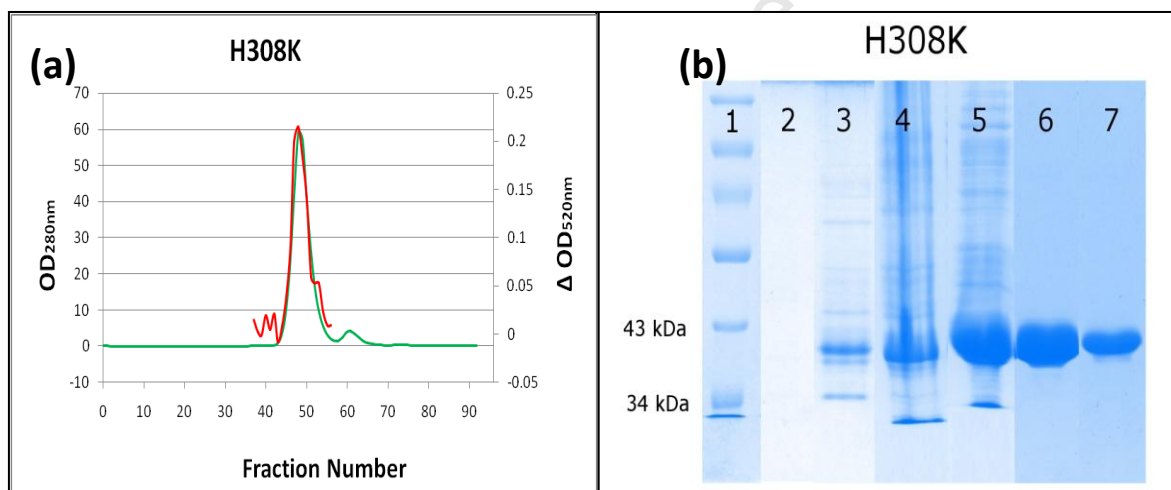 (a)
H308K
70
60
50
40
30
20
10
0
-10
OD280nm
0.25
0.2
0.15
0.1
0.05
0
-0.05
Δ OD520nm
0 10 20 30 40 50 60 70 80 90
Fraction Number
(b)
H308K
1 2 3 4 5 6 7
43 kDa
34 kDa